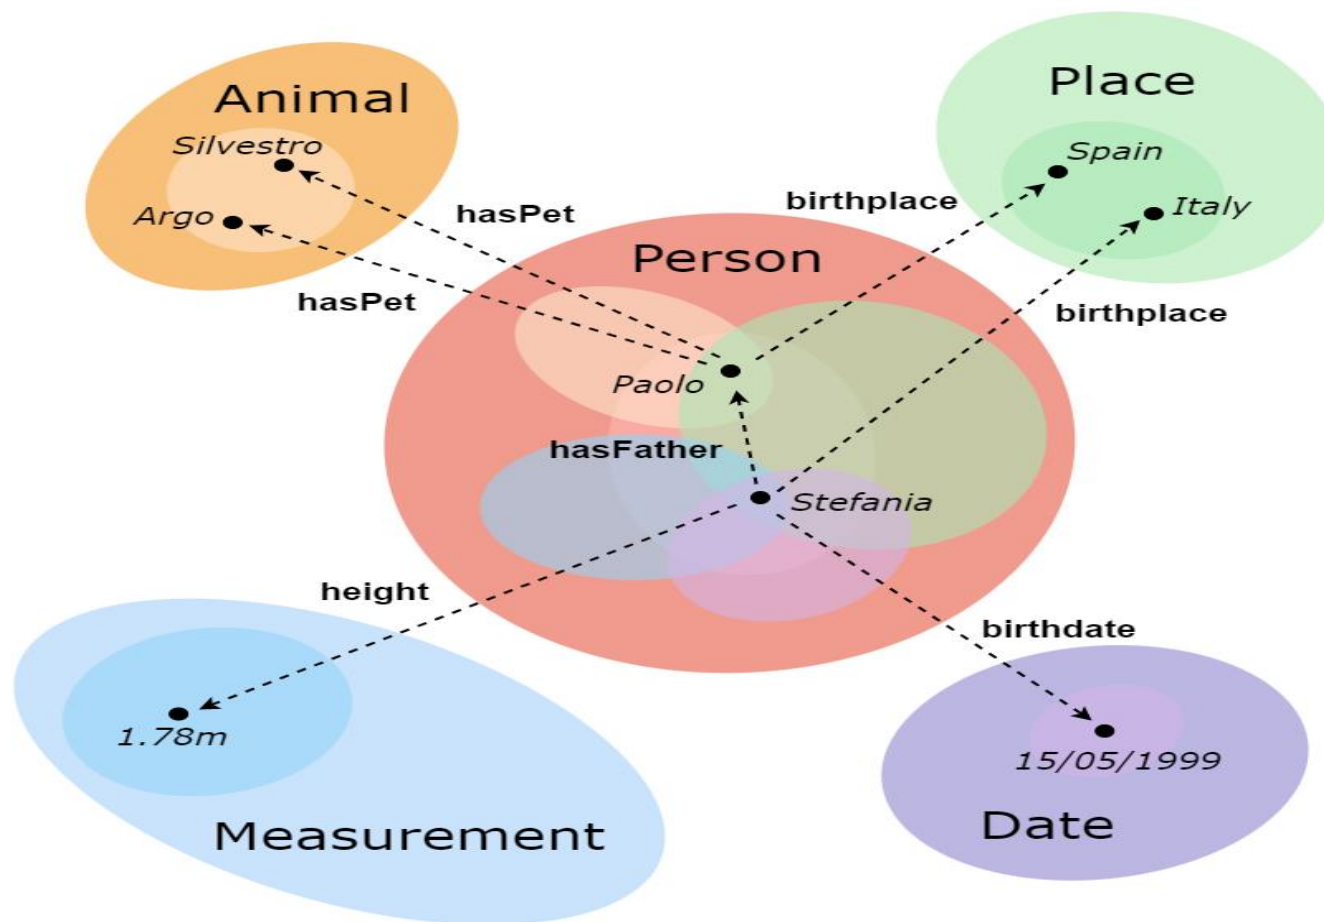 Animal
Place
Silvestro
Spain
Argo
hasPet
birthplace
Italy
Person
hasPet
birthplace
Paolo
hasFather
Stefania
height
birthdate
1.78m
15/05/1999
Measurement
Date